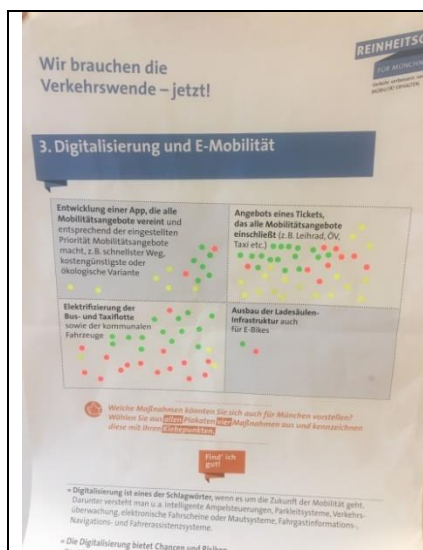 REINHEITSG
FÜR MÜNCHN
Verkehr verbessern,
MOBILITÄT ERHALTEN.
Wir brauchen die
Verkehrswende – jetzt!
3. Digitalisierung und E-Mobilität
Entwicklung einer App, die alle
Mobilitätsangebote vereint und
entsprechend der eingestellten
Priorität Mobilitätsangebote
macht, z.B. schnellster Weg,
kostengünstigste oder
ökologische Variante
Angebots eines Tickets,
das alle Mobilitätsangebote
einschließt (z.B. Leihrad, ÖV,
Taxi etc.)
Elektrifizierung der
Bus- und Taxiflotte
sowie der kommunalen
Fahrzeuge
Ausbau der Ladesäulen-
Infrastruktur auch
für E-Bikes
Welche Maßnahmen könnten Sie sich auch für München vorstellen?
Wählen Sie aus allen Plakaten vier Maßnahmen aus und kennzeichnen
diese mit Ihren Klebepunkten.
Find' ich
gut!
» Digitalisierung ist eines der Schlagwörter, wenn es um die Zukunft der Mobilität geht.
Darunter versteht man u.a. intelligente Ampelsteuerungen, Parkleitsysteme, Verkehrs-
überwachung, elektronische Fahrscheine oder Mautsysteme, Fahrgastinformations-,
Navigations- und Fahrerassistenzsysteme.
» Die Digitalisierung bietet Chancen und